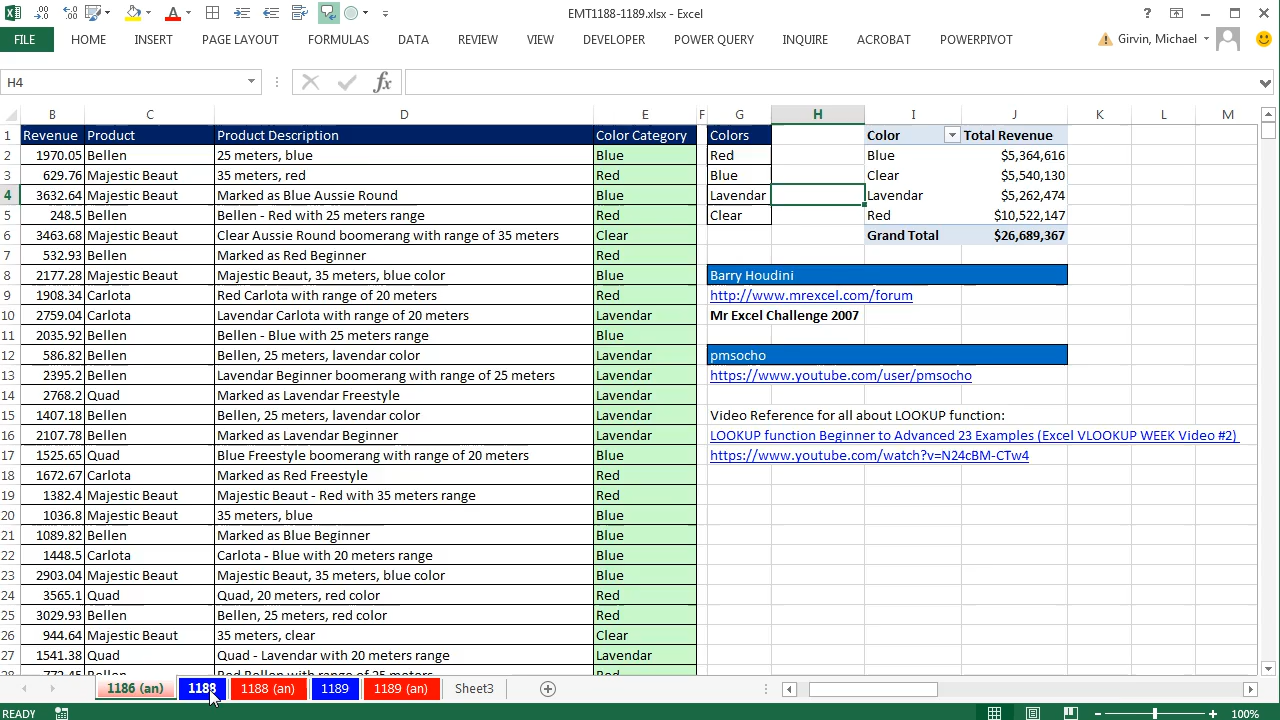 EMT1188-1189.xlsx - Excel
FILE HOME INSERT PAGE LAYOUT FORMULAS DATA REVIEW VIEW DEVELOPER POWER QUERY INQUIRE ACROBAT POWERPIVOT Girvin, Michael
H4 fx
B C D E F G H I J K L M
1 Revenue Product Product Description Color Category Colors Color Total Revenue
2 1970.05 Bellen 25 meters, blue Blue Red Blue $5,364,616
3 629.76 Majestic Beaut 35 meters, red Red Blue Clear $5,540,130
4 3632.64 Majestic Beaut Marked as Blue Aussie Round Blue Lavendar Lavendar $5,262,474
5 248.5 Bellen Bellen - Red with 25 meters range Red Clear Red $10,522,147
6 3463.68 Majestic Beaut Clear Aussie Round boomerang with range of 35 meters Clear Grand Total $26,689,367
7 532.93 Bellen Marked as Red Beginner Red
8 2177.28 Majestic Beaut Majestic Beaut, 35 meters, blue color Blue Barry Houdini
9 1908.34 Carlota Red Carlota with range of 20 meters Red http://www.mrexcel.com/forum
10 2759.04 Carlota Lavendar Carlota with range of 20 meters Lavendar Mr Excel Challenge 2007
11 2035.92 Bellen Bellen - Blue with 25 meters range Blue
12 586.82 Bellen Bellen, 25 meters, lavendar color Lavendar pmsocho
13 2395.2 Bellen Lavendar Beginner boomerang with range of 25 meters Lavendar https://www.youtube.com/user/pmsocho
14 2768.2 Quad Marked as Lavendar Freestyle Lavendar
15 1407.18 Bellen Bellen, 25 meters, lavendar color Lavendar Video Reference for all about LOOKUP function:
16 2107.78 Bellen Marked as Lavendar Beginner Lavendar LOOKUP function Beginner to Advanced 23 Examples (Excel VLOOKUP WEEK Video #2)
17 1525.65 Quad Blue Freestyle boomerang with range of 20 meters Blue https://www.youtube.com/watch?v=N24cBM-CTw4
18 1672.67 Carlota Marked as Red Freestyle Red
19 1382.4 Majestic Beaut Majestic Beaut - Red with 35 meters range Red
20 1036.8 Majestic Beaut 35 meters, blue Blue
21 1089.82 Bellen Marked as Blue Beginner Blue
22 1448.5 Carlota Carlota - Blue with 20 meters range Blue
23 2903.04 Majestic Beaut Majestic Beaut, 35 meters, blue color Blue
24 3565.1 Quad Quad, 20 meters, red color Red
25 3029.93 Bellen Bellen, 25 meters, red color Red
26 944.64 Majestic Beaut 35 meters, clear Clear
27 1541.38 Quad Quad - Lavendar with 20 meters range Lavendar
28 772.45 Bellen Red Bellen with range of 25 meters Red
1186 (an) 1188 1188 (an) 1189 1189 (an) Sheet3
READY 100%